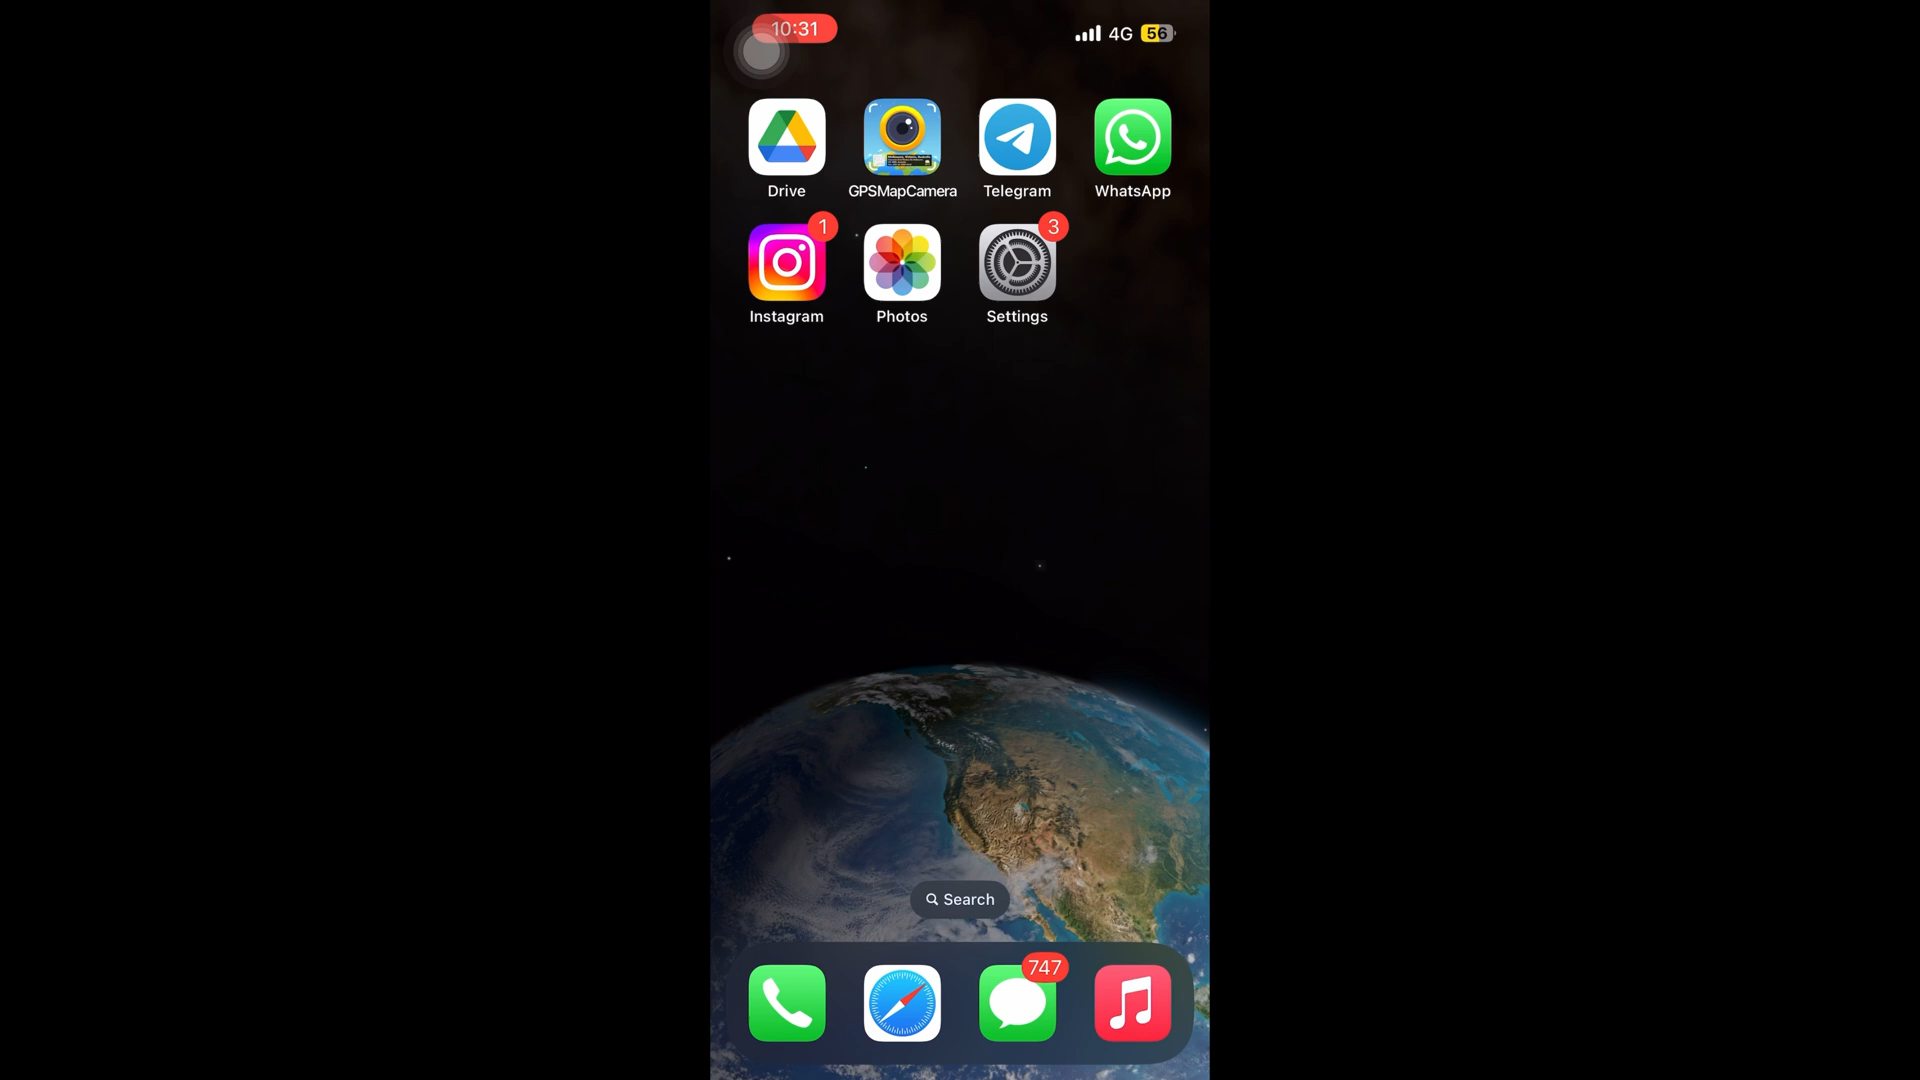 10:31
4G 56
Drive GPSMapCamera Telegram WhatsApp
1 3
Instagram Photos Settings
Search
747